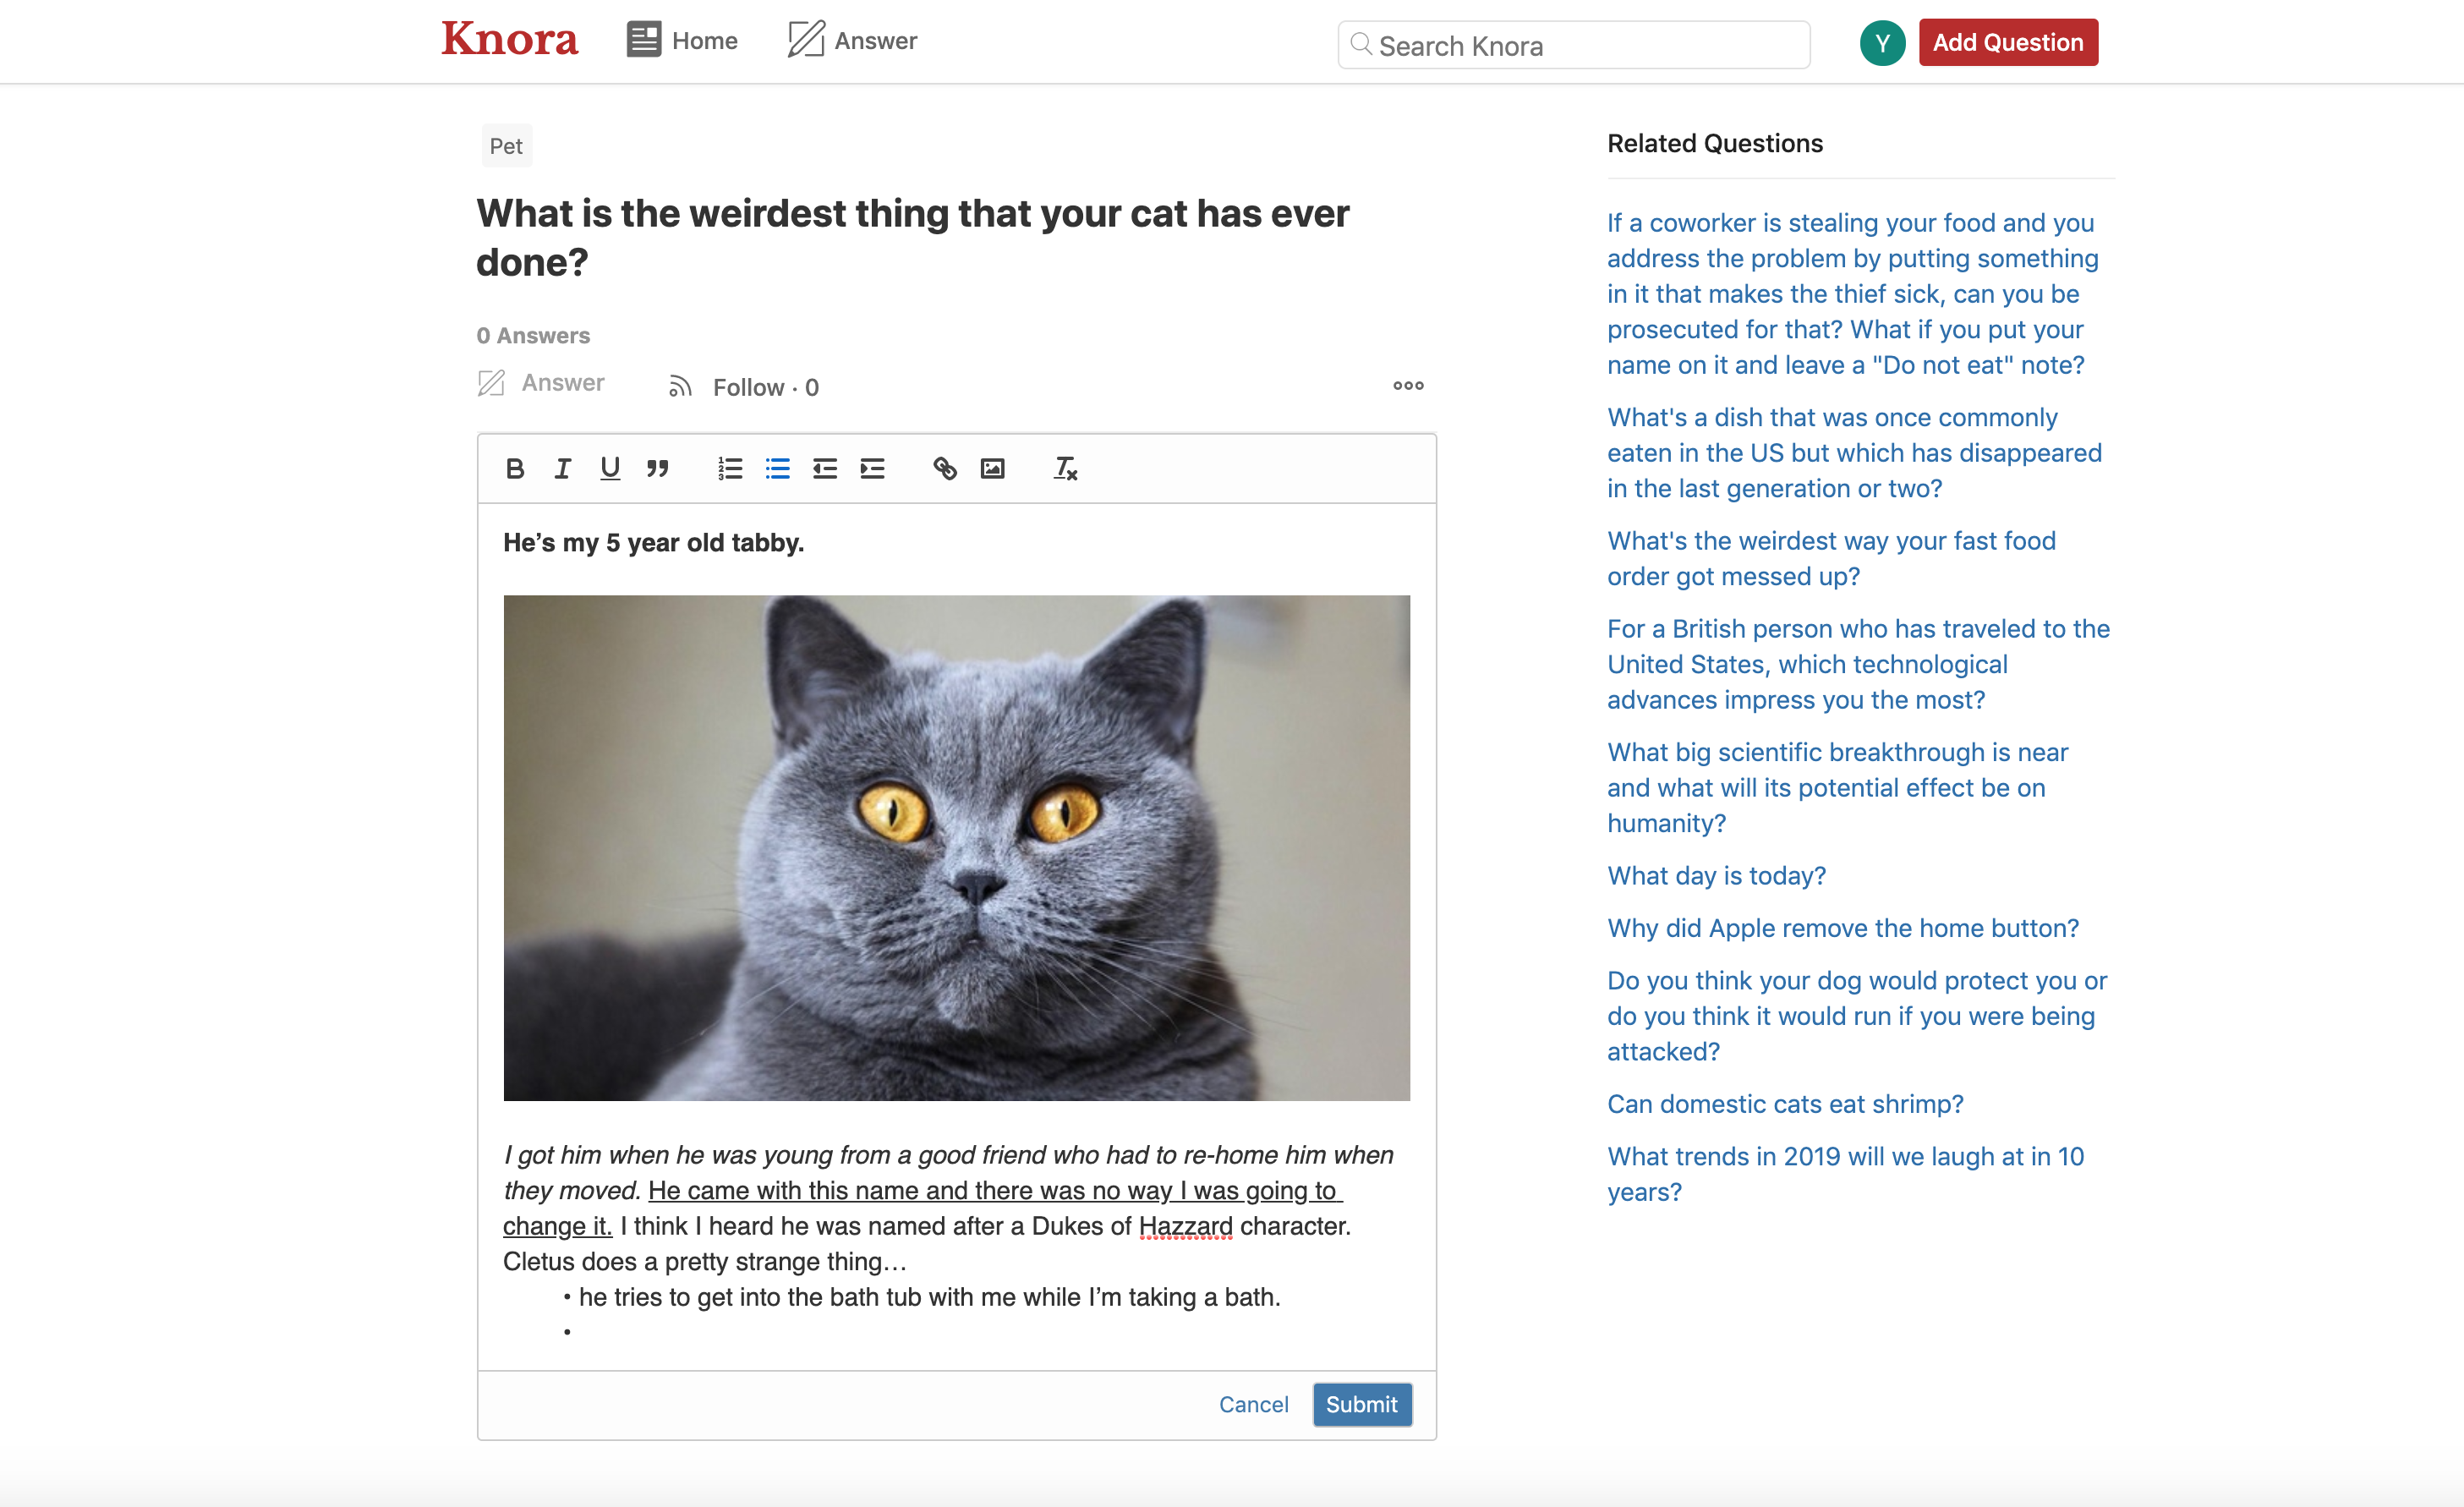 Knora
Home
Answer
Search Knora
Y
Add Question
Pet
What is the weirdest thing that your cat has ever
done?
0 Answers
Answer
Follow · 0
He’s my 5 year old tabby.
I got him when he was young from a good friend who had to re-home him when
they moved. He came with this name and there was no way I was going to
change it. I think I heard he was named after a Dukes of Hazzard character.
Cletus does a pretty strange thing…
• he tries to get into the bath tub with me while I’m taking a bath.
•
Cancel
Submit
Related Questions
If a coworker is stealing your food and you
address the problem by putting something
in it that makes the thief sick, can you be
prosecuted for that? What if you put your
name on it and leave a "Do not eat" note?
What's a dish that was once commonly
eaten in the US but which has disappeared
in the last generation or two?
What's the weirdest way your fast food
order got messed up?
For a British person who has traveled to the
United States, which technological
advances impress you the most?
What big scientific breakthrough is near
and what will its potential effect be on
humanity?
What day is today?
Why did Apple remove the home button?
Do you think your dog would protect you or
do you think it would run if you were being
attacked?
Can domestic cats eat shrimp?
What trends in 2019 will we laugh at in 10
years?